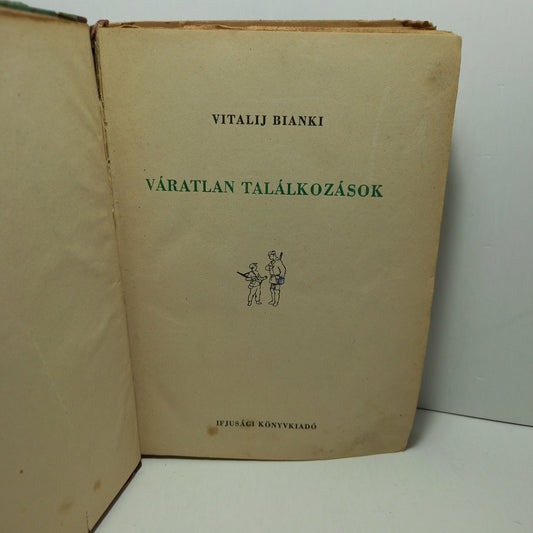 VITALIJ BIANKI
VÁRATLAN TALÁLKOZÁSOK
IFJUSÁGI KÖNYVKIADÓ